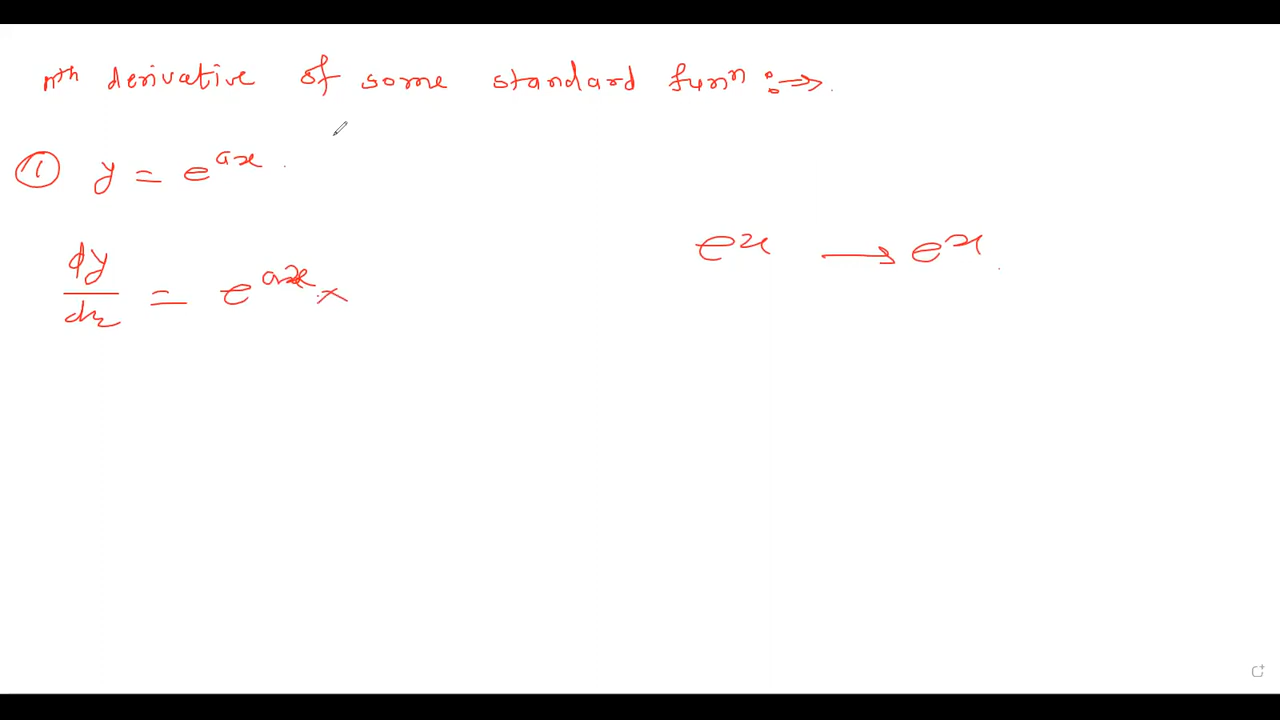 nth derivative of some standard funⁿ :→
① y = e^{ax}
e^x → e^x
dy/dx = e^{ax} ×